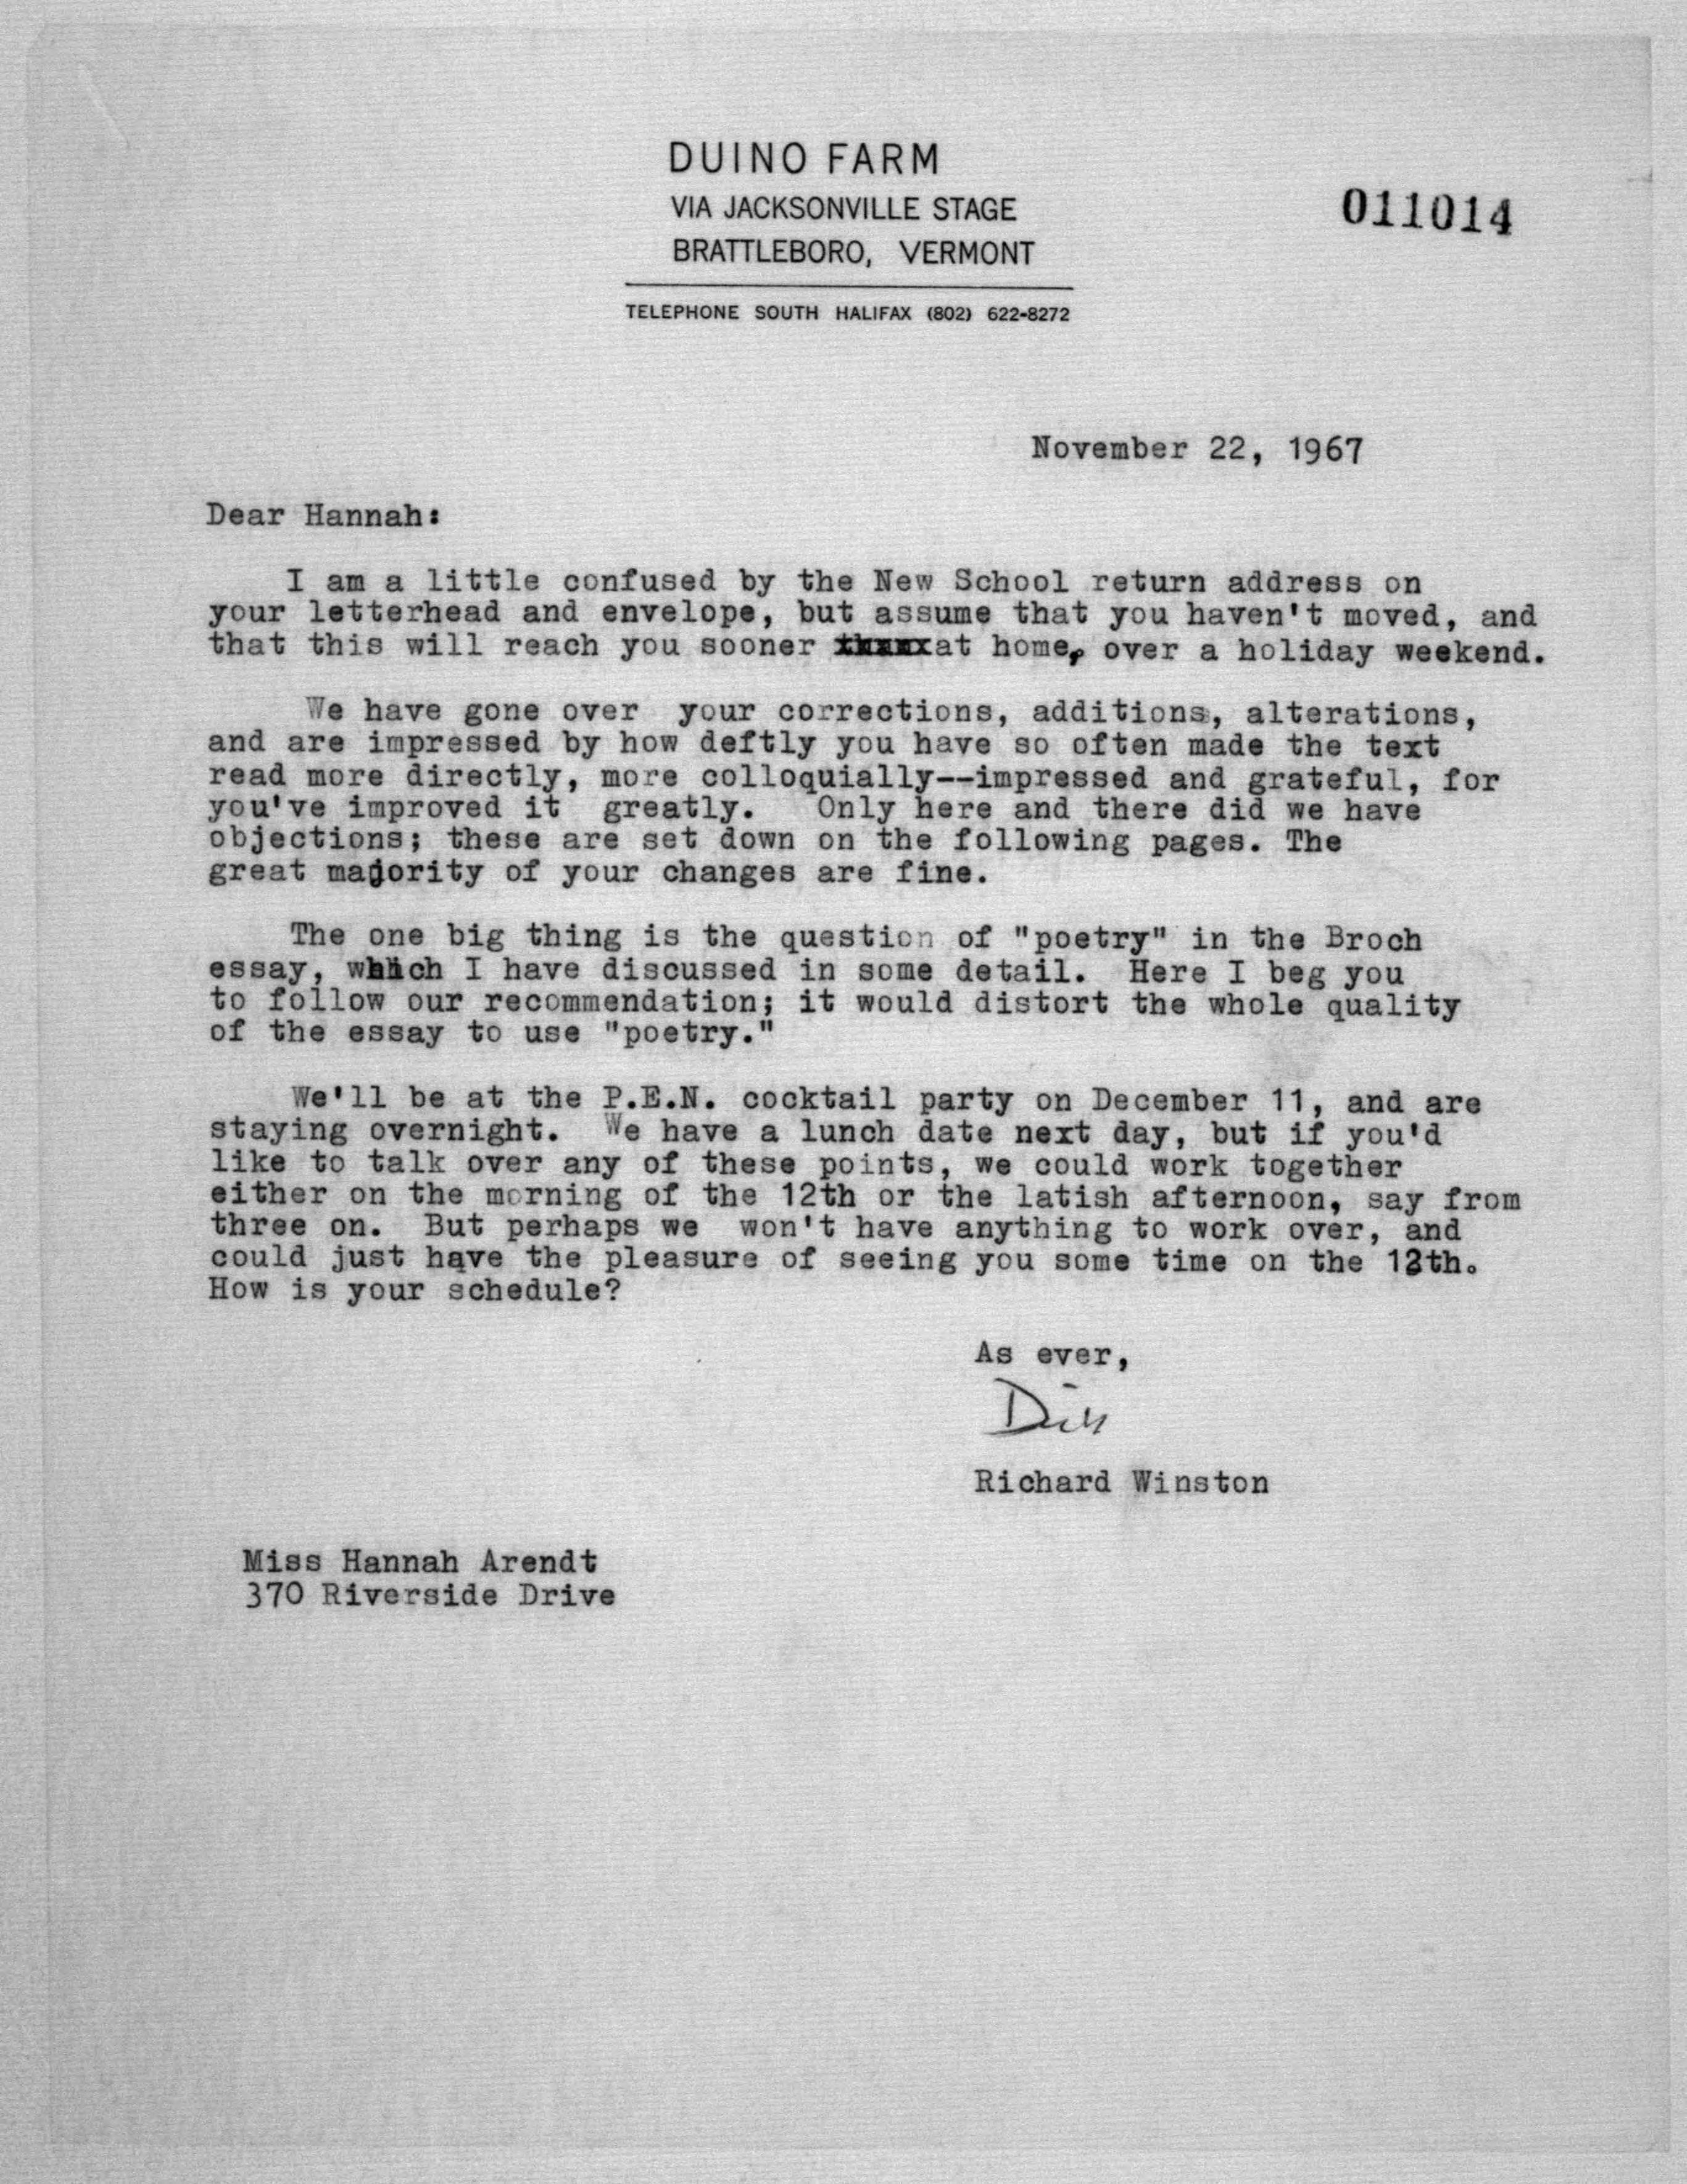 DUINO FARM
VIA JACKSONVILLE STAGE
BRATTLEBORO, VERMONT
011014
TELEPHONE SOUTH HALIFAX (802) 622-8272
November 22, 1967
Dear Hannah:
I am a little confused by the New School return address on
your letterhead and envelope, but assume that you haven't moved, and
that this will reach you sooner at home, over a holiday weekend.
We have gone over your corrections, additions, alterations,
and are impressed by how deftly you have so often made the text
read more directly, more colloquially--impressed and grateful, for
you've improved it greatly. Only here and there did we have
objections; these are set down on the following pages. The
great majority of your changes are fine.
The one big thing is the question of "poetry" in the Broch
essay, which I have discussed in some detail. Here I beg you
to follow our recommendation; it would distort the whole quality
of the essay to use "poetry."
We'll be at the P.E.N. cocktail party on December 11, and are
staying overnight. We have a lunch date next day, but if you'd
like to talk over any of these points, we could work together
either on the morning of the 12th or the latish afternoon, say from
three on. But perhaps we won't have anything to work over, and
could just have the pleasure of seeing you some time on the 12th.
How is your schedule?
As ever,
Richard Winston
Miss Hannah Arendt
370 Riverside Drive